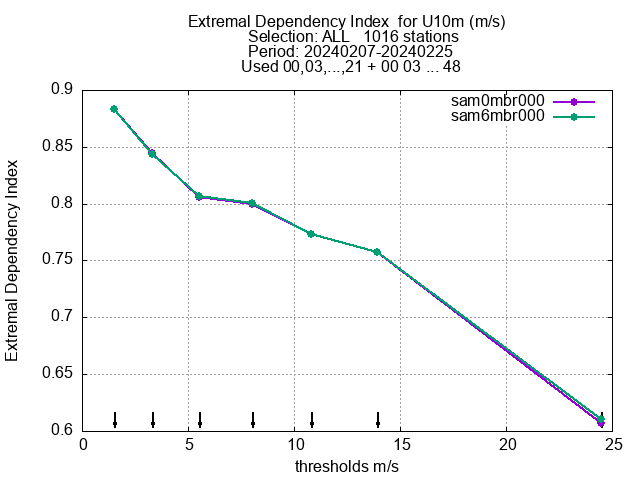 Extremal Dependency Index  for U10m (m/s)
Selection: ALL   1016 stations
Period: 20240207-20240225
Used 00,03,...,21 + 00 03 ... 48
sam0mbr000
sam6mbr000
Extremal Dependency Index
0.9
0.85
0.8
0.75
0.7
0.65
0.6
0 5 10 15 20 25
thresholds m/s